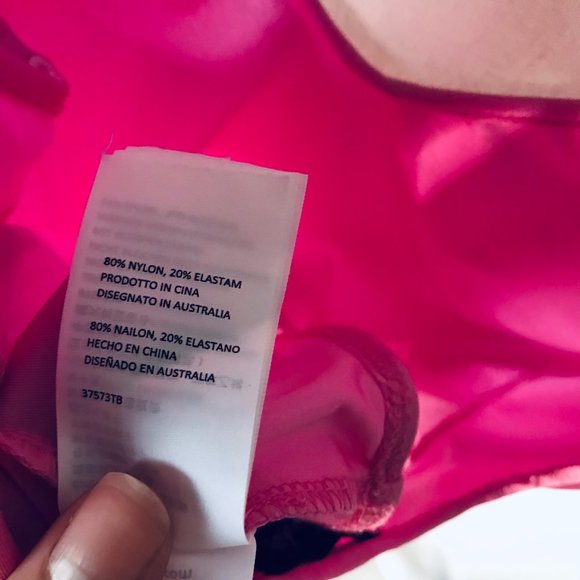 80% NYLON, 20% ELASTAM
PRODOTTO IN CINA
DISEGNATO IN AUSTRALIA
80% NAILON, 20% ELASTANO
HECHO EN CHINA
DISEÑADO EN AUSTRALIA
37573TB